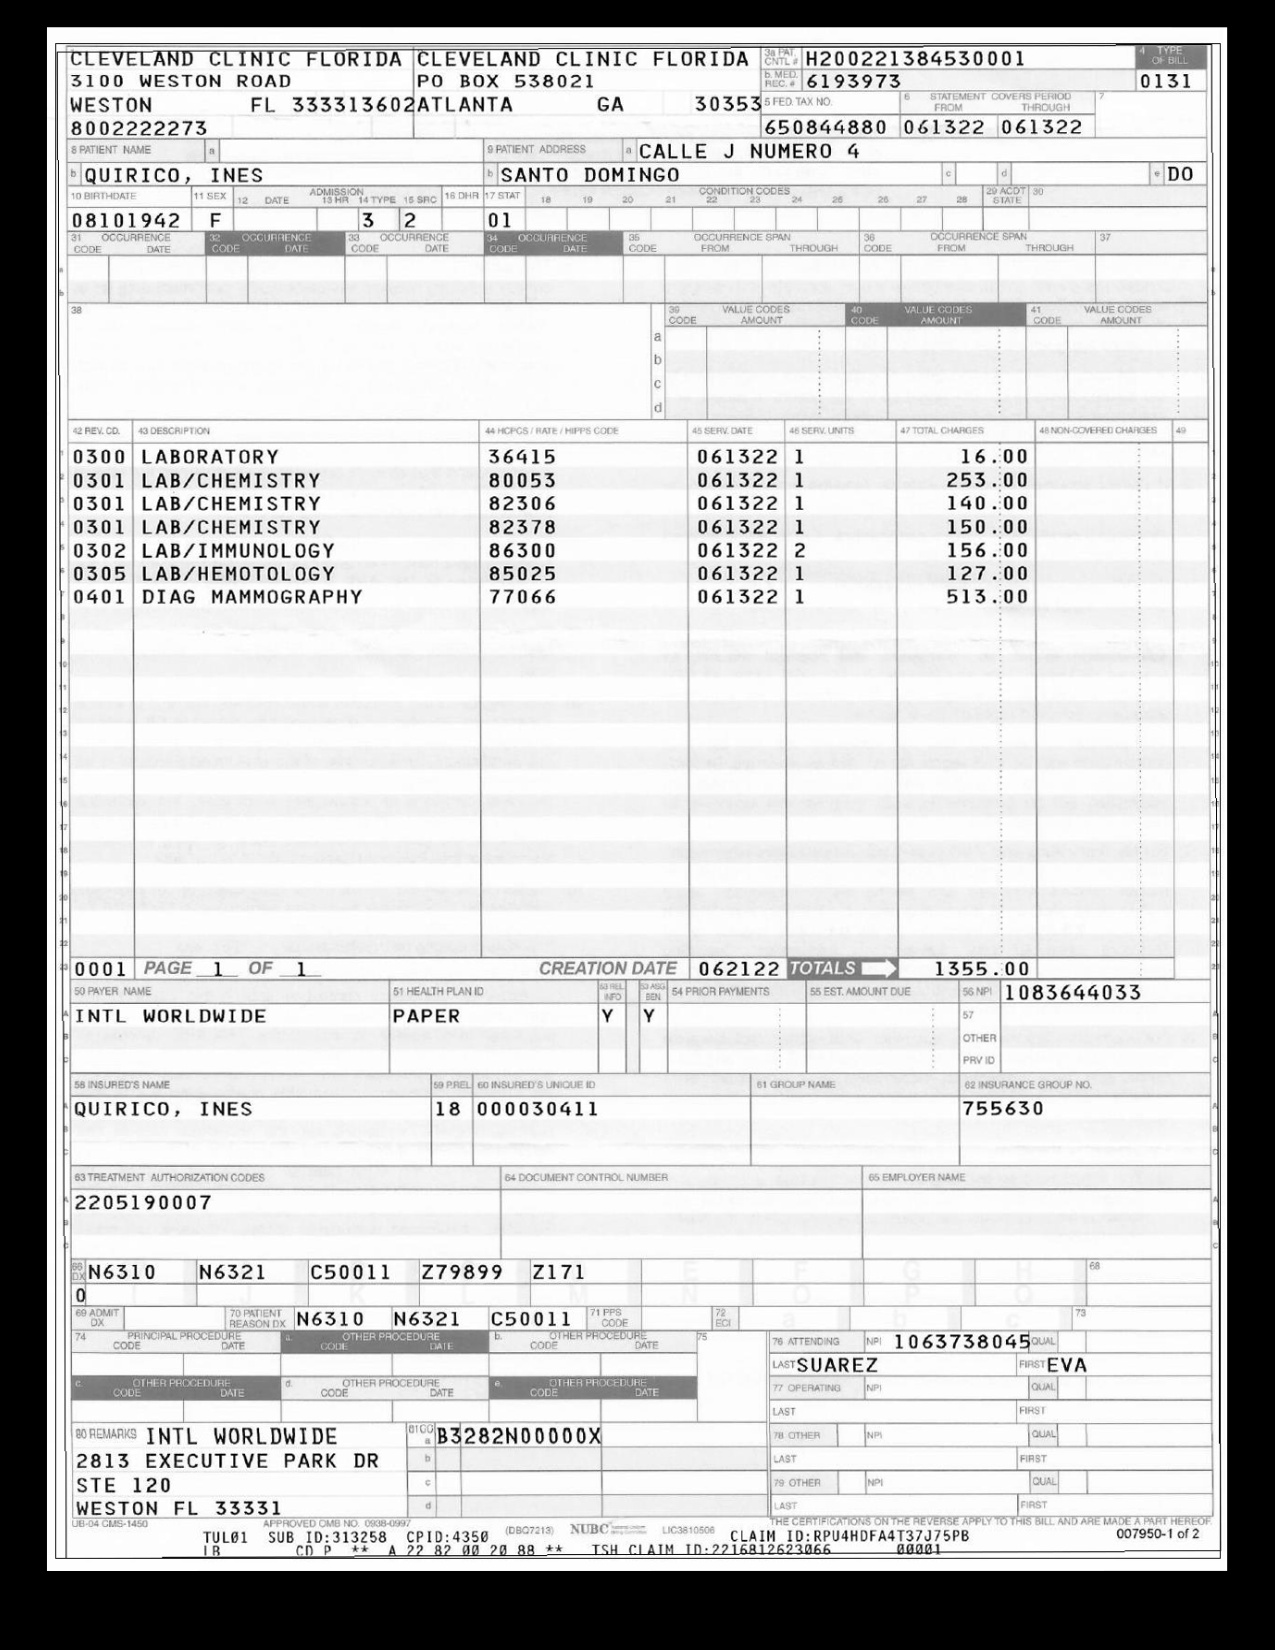 CLEVELAND CLINIC FLORIDA CLEVELAND CLINIC FLORIDA 3a PAT. CNTL # H200221384530001 4 TYPE OF BILL
3100 WESTON ROAD PO BOX 538021 b. MED. REC. # 6193973 0131
WESTON FL 333313602 ATLANTA GA 30353 5 FED. TAX NO. 6 STATEMENT COVERS PERIOD FROM THROUGH 7
8002222273 650844880 061322 061322
8 PATIENT NAME a 9 PATIENT ADDRESS a CALLE J NUMERO 4
b QUIRICO, INES b SANTO DOMINGO c d e DO
10 BIRTHDATE 11 SEX 12 DATE ADMISSION 13 HR 14 TYPE 15 SRC 16 DHR 17 STAT 18 19 20 21 CONDITION CODES 22 23 24 25 26 27 28 29 ACDT STATE 30
08101942 F 3 2 01
31 OCCURRENCE 32 OCCURRENCE 33 OCCURRENCE 34 OCCURRENCE 35 OCCURRENCE SPAN 36 OCCURRENCE SPAN 37
CODE DATE CODE DATE CODE DATE CODE DATE CODE FROM THROUGH CODE FROM THROUGH
a
b
38 39 VALUE CODES 40 VALUE CODES 41 VALUE CODES
CODE AMOUNT CODE AMOUNT CODE AMOUNT
a
b
c
d
42 REV. CD. 43 DESCRIPTION 44 HCPCS / RATE / HIPPS CODE 45 SERV. DATE 46 SERV. UNITS 47 TOTAL CHARGES 48 NON-COVERED CHARGES 49
0300 LABORATORY 36415 061322 1 16.00
0301 LAB/CHEMISTRY 80053 061322 1 253.00
0301 LAB/CHEMISTRY 82306 061322 1 140.00
0301 LAB/CHEMISTRY 82378 061322 1 150.00
0302 LAB/IMMUNOLOGY 86300 061322 2 156.00
0305 LAB/HEMOTOLOGY 85025 061322 1 127.00
0401 DIAG MAMMOGRAPHY 77066 061322 1 513.00
0001 PAGE 1 OF 1 CREATION DATE 062122 TOTALS 1355.00
50 PAYER NAME 51 HEALTH PLAN ID 52 REL. INFO 53 ASG. BEN. 54 PRIOR PAYMENTS 55 EST. AMOUNT DUE 56 NPI 1083644033
INTL WORLDWIDE PAPER Y Y 57
OTHER
PRV ID
58 INSURED'S NAME 59 P.REL 60 INSURED'S UNIQUE ID 61 GROUP NAME 62 INSURANCE GROUP NO.
QUIRICO, INES 18 000030411 755630
63 TREATMENT AUTHORIZATION CODES 64 DOCUMENT CONTROL NUMBER 65 EMPLOYER NAME
2205190007
66 DX N6310 N6321 C50011 Z79899 Z171 68
0
69 ADMIT DX 70 PATIENT REASON DX N6310 N6321 C50011 71 PPS CODE 72 ECI 73
74 PRINCIPAL PROCEDURE CODE DATE a. OTHER PROCEDURE CODE DATE b. OTHER PROCEDURE CODE DATE 75 76 ATTENDING NPI 1063738045 QUAL
LAST SUAREZ FIRST EVA
c. OTHER PROCEDURE CODE DATE d. OTHER PROCEDURE CODE DATE e. OTHER PROCEDURE CODE DATE 77 OPERATING NPI QUAL
LAST FIRST
80 REMARKS INTL WORLDWIDE 81CC a B3 282N00000X 78 OTHER NPI QUAL
2813 EXECUTIVE PARK DR b LAST FIRST
STE 120 c 79 OTHER NPI QUAL
WESTON FL 33331 d LAST FIRST
UB-04 CMS-1450 APPROVED OMB NO. 0938-0997 THE CERTIFICATIONS ON THE REVERSE APPLY TO THIS BILL AND ARE MADE A PART HEREOF.
TUL01 SUB ID:313258 CPID:4350 (DBQ7213) NUBC LIC3810506 CLAIM ID:RPU4HDFA4T37J75PB 007950-1 of 2
LB CD P ** A 22 82 00 20 88 ** TSH CLAIM ID:2216812623066 00001